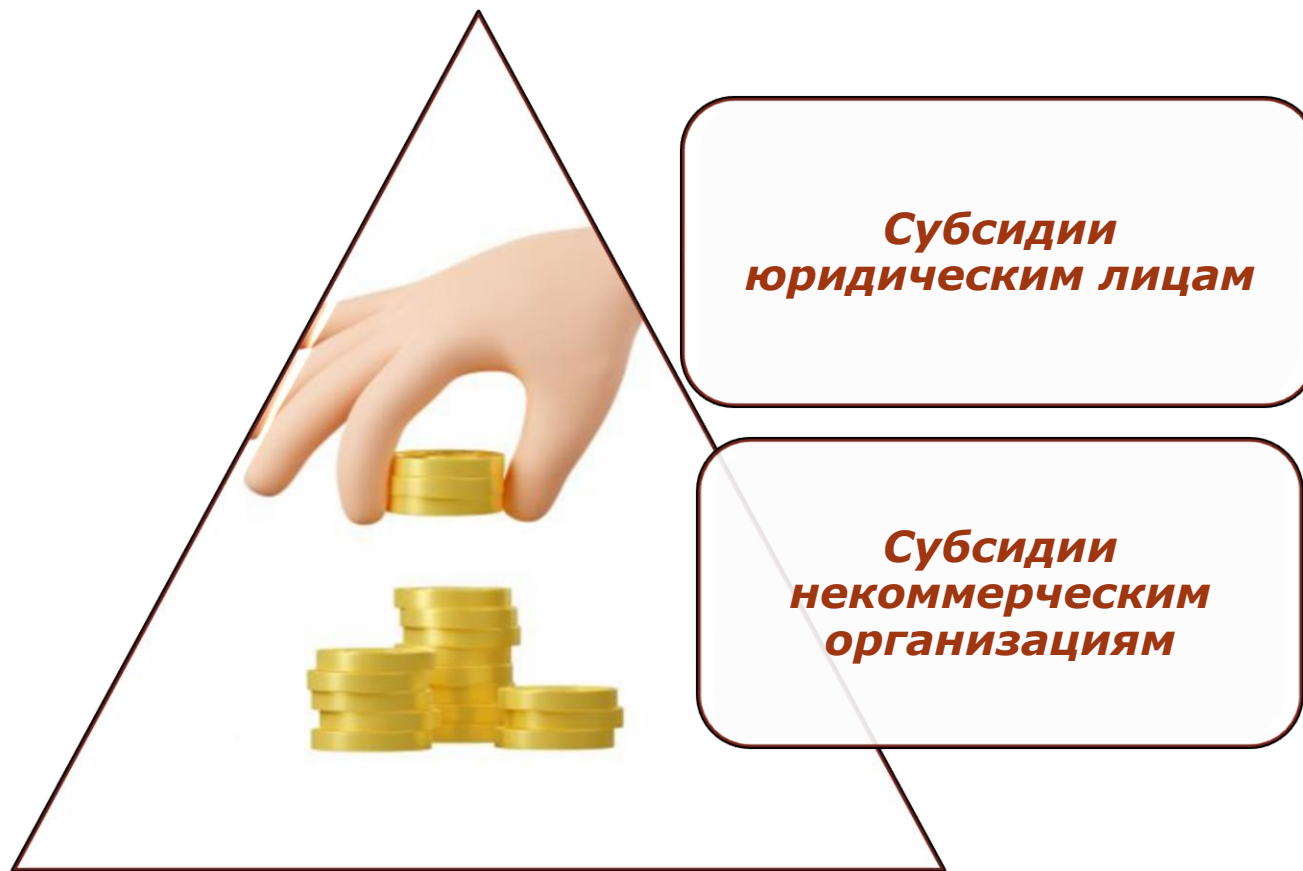 Субсидии
юридическим лицам
Субсидии
некоммерческим
организациям